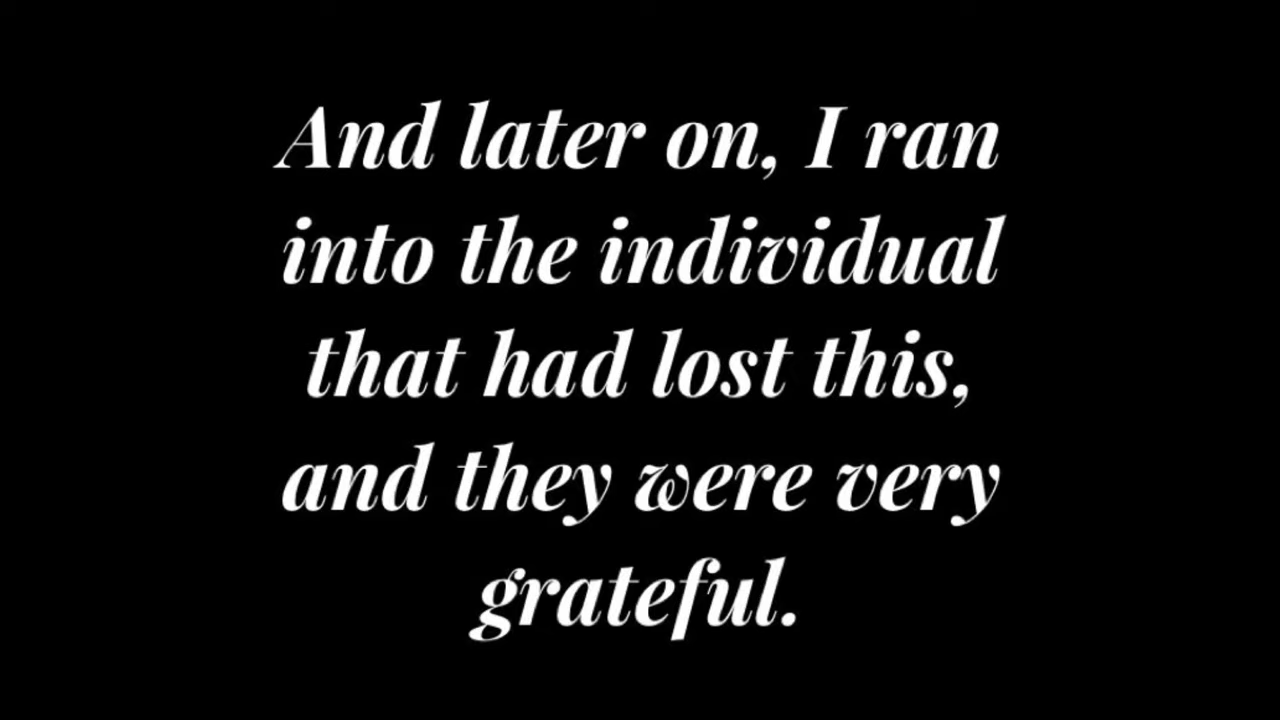 And later on, I ran
into the individual
that had lost this,
and they were very
grateful.